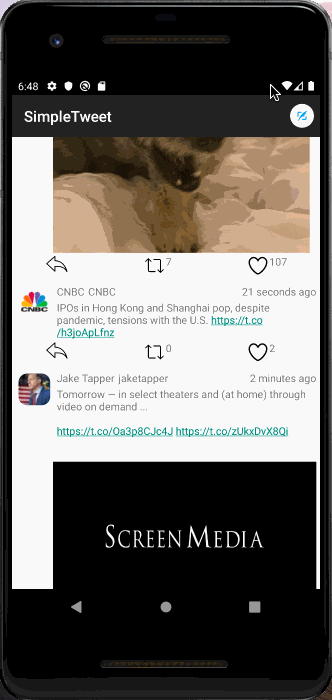 6:48
SimpleTweet
7
107
CNBC CNBC 21 seconds ago
CNBC
IPOs in Hong Kong and Shanghai pop, despite
pandemic, tensions with the U.S. https://t.co
/h3joApLfnz
0
2
Jake Tapper jaketapper 2 minutes ago
Tomorrow — in select theaters and (at home) through
video on demand ...
https://t.co/Oa3p8CJc4J https://t.co/zUkxDvX8Qi
SCREEN MEDIA